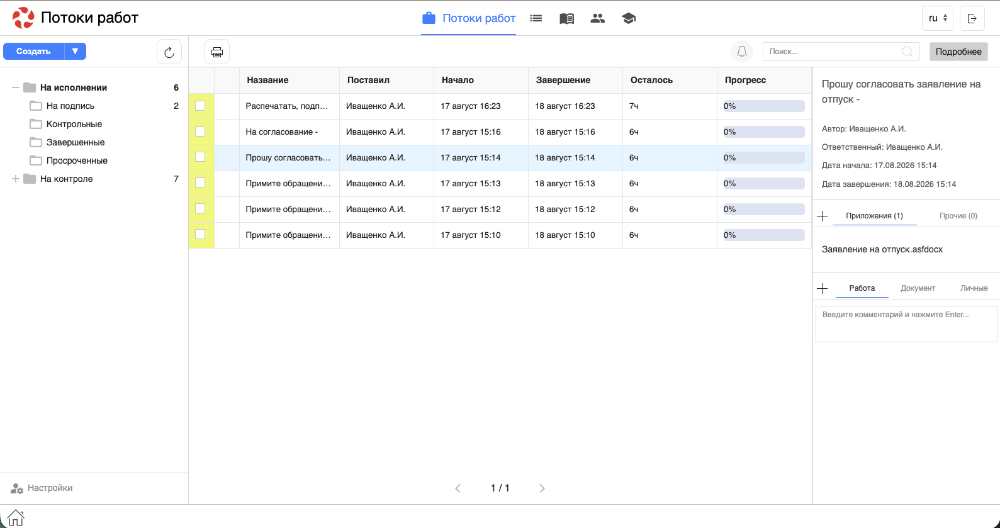 Потоки работ
Потоки работ
ru
Создать
Поиск...
Подробнее
На исполнении 6
На подпись 2
Контрольные
Завершенные
Просроченные
На контроле 7
Название Поставил Начало Завершение Осталось Прогресс
Распечатать, подп... Иващенко А.И. 17 август 16:23 18 август 16:23 7ч 0%
На согласование - Иващенко А.И. 17 август 15:16 18 август 15:16 6ч 0%
Прошу согласовать... Иващенко А.И. 17 август 15:14 18 август 15:14 6ч 0%
Примите обращени... Иващенко А.И. 17 август 15:13 18 август 15:13 6ч 0%
Примите обращени... Иващенко А.И. 17 август 15:12 18 август 15:12 6ч 0%
Примите обращени... Иващенко А.И. 17 август 15:10 18 август 15:10 6ч 0%
Прошу согласовать заявление на
отпуск -
Автор: Иващенко А.И.
Ответственный: Иващенко А.И.
Дата начала: 17.08.2026 15:14
Дата завершения: 18.08.2026 15:14
Приложения (1) Прочие (0)
Заявление на отпуск.asfdocx
Работа Документ Личные
Введите комментарий и нажмите Enter...
Настройки
1 / 1